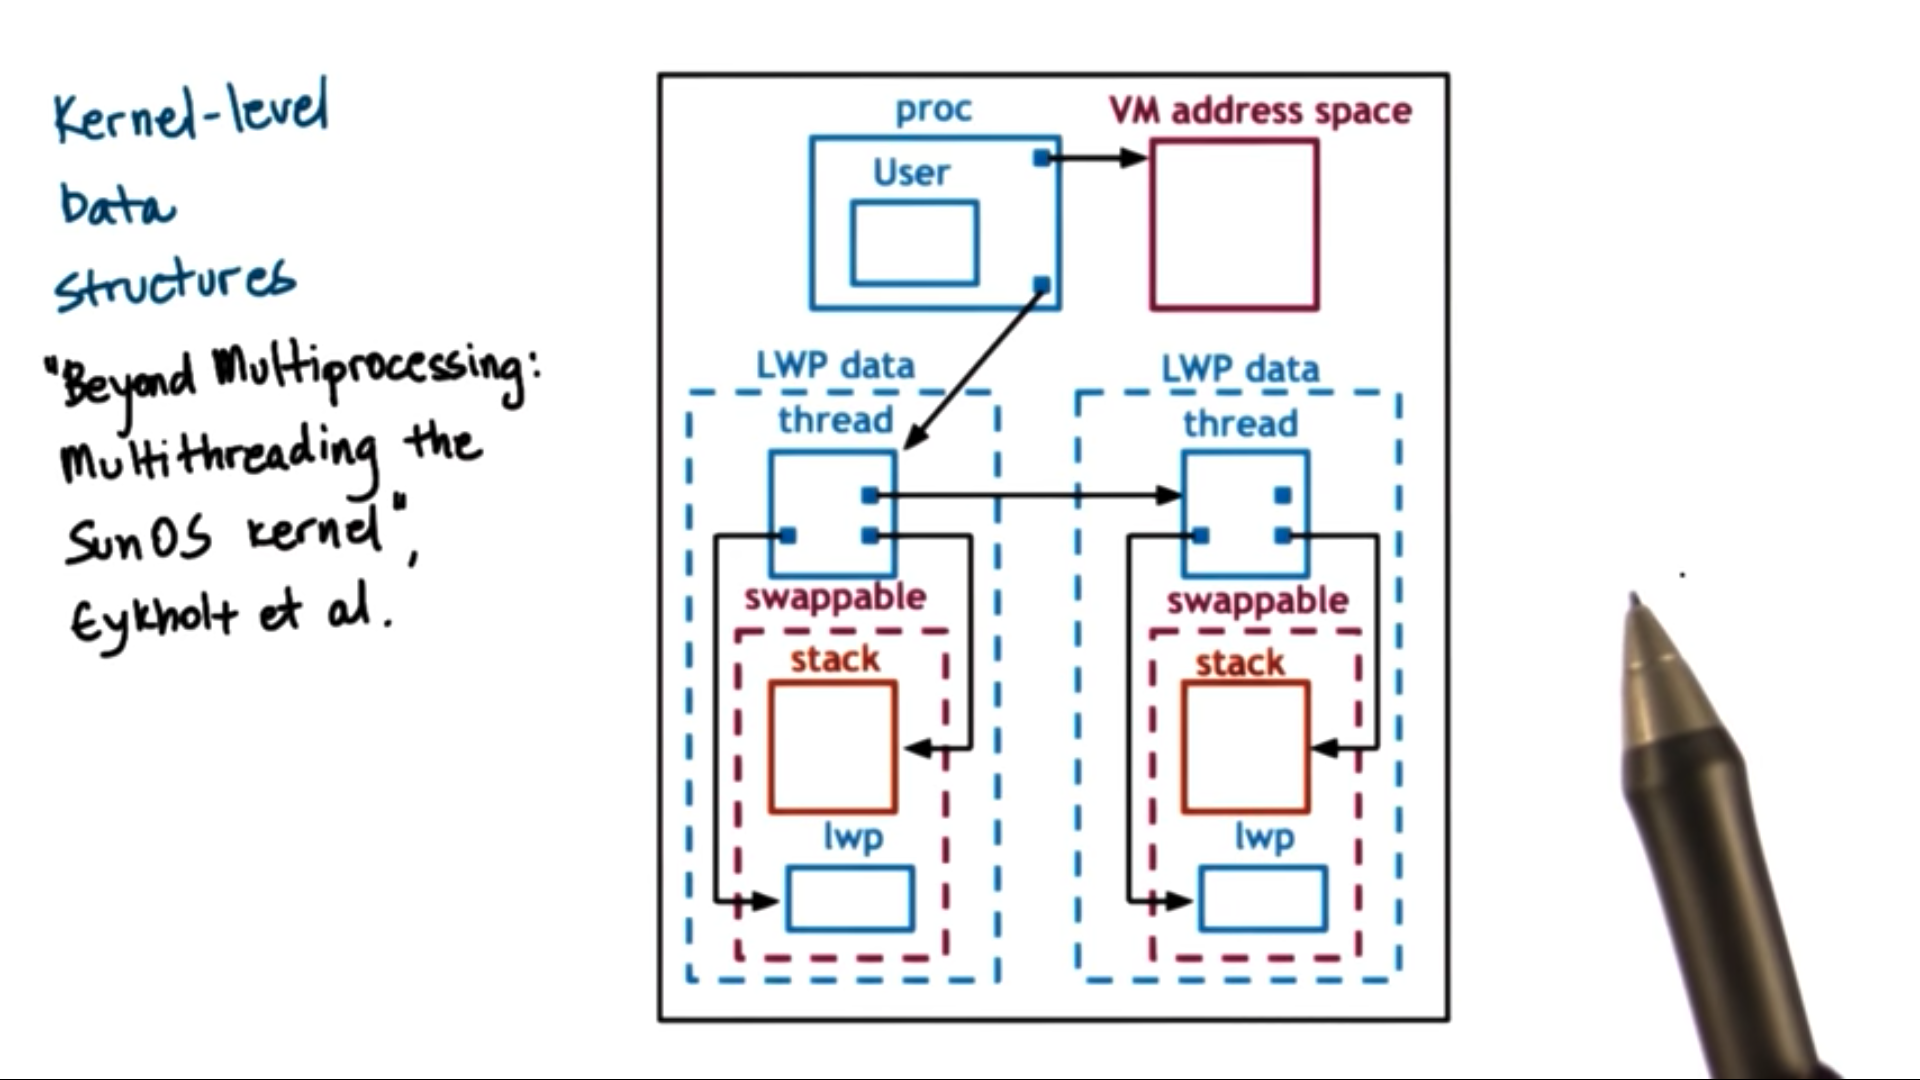 Kernel-level
Data
structures
"Beyond Multiprocessing:
Multithreading the
SunOS kernel",
Eykholt et al.
proc
VM address space
User
LWP data
LWP data
thread
thread
swappable
swappable
stack
stack
lwp
lwp